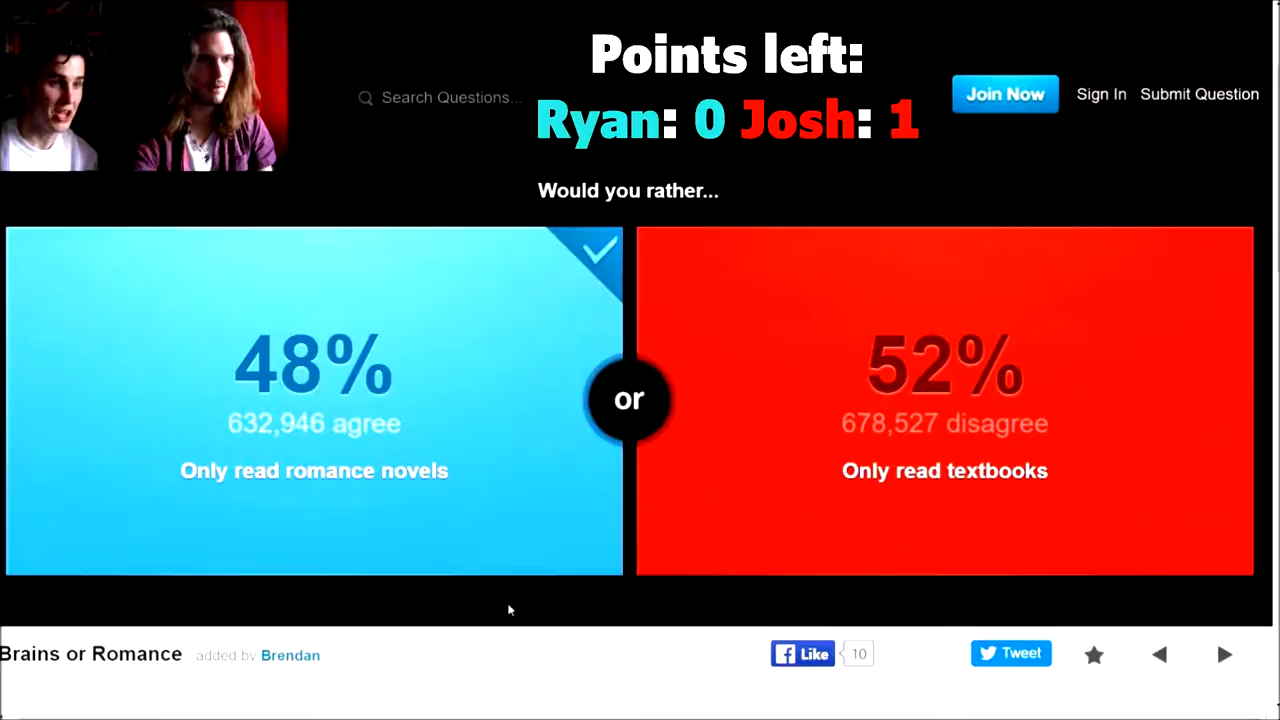 Points left:
Search Questions...
Ryan: 0 Josh: 1
Join Now
Sign In
Submit Question
Would you rather...
48%
632,946 agree
Only read romance novels
or
52%
678,527 disagree
Only read textbooks
Brains or Romance
added by Brendan
Like
10
Tweet